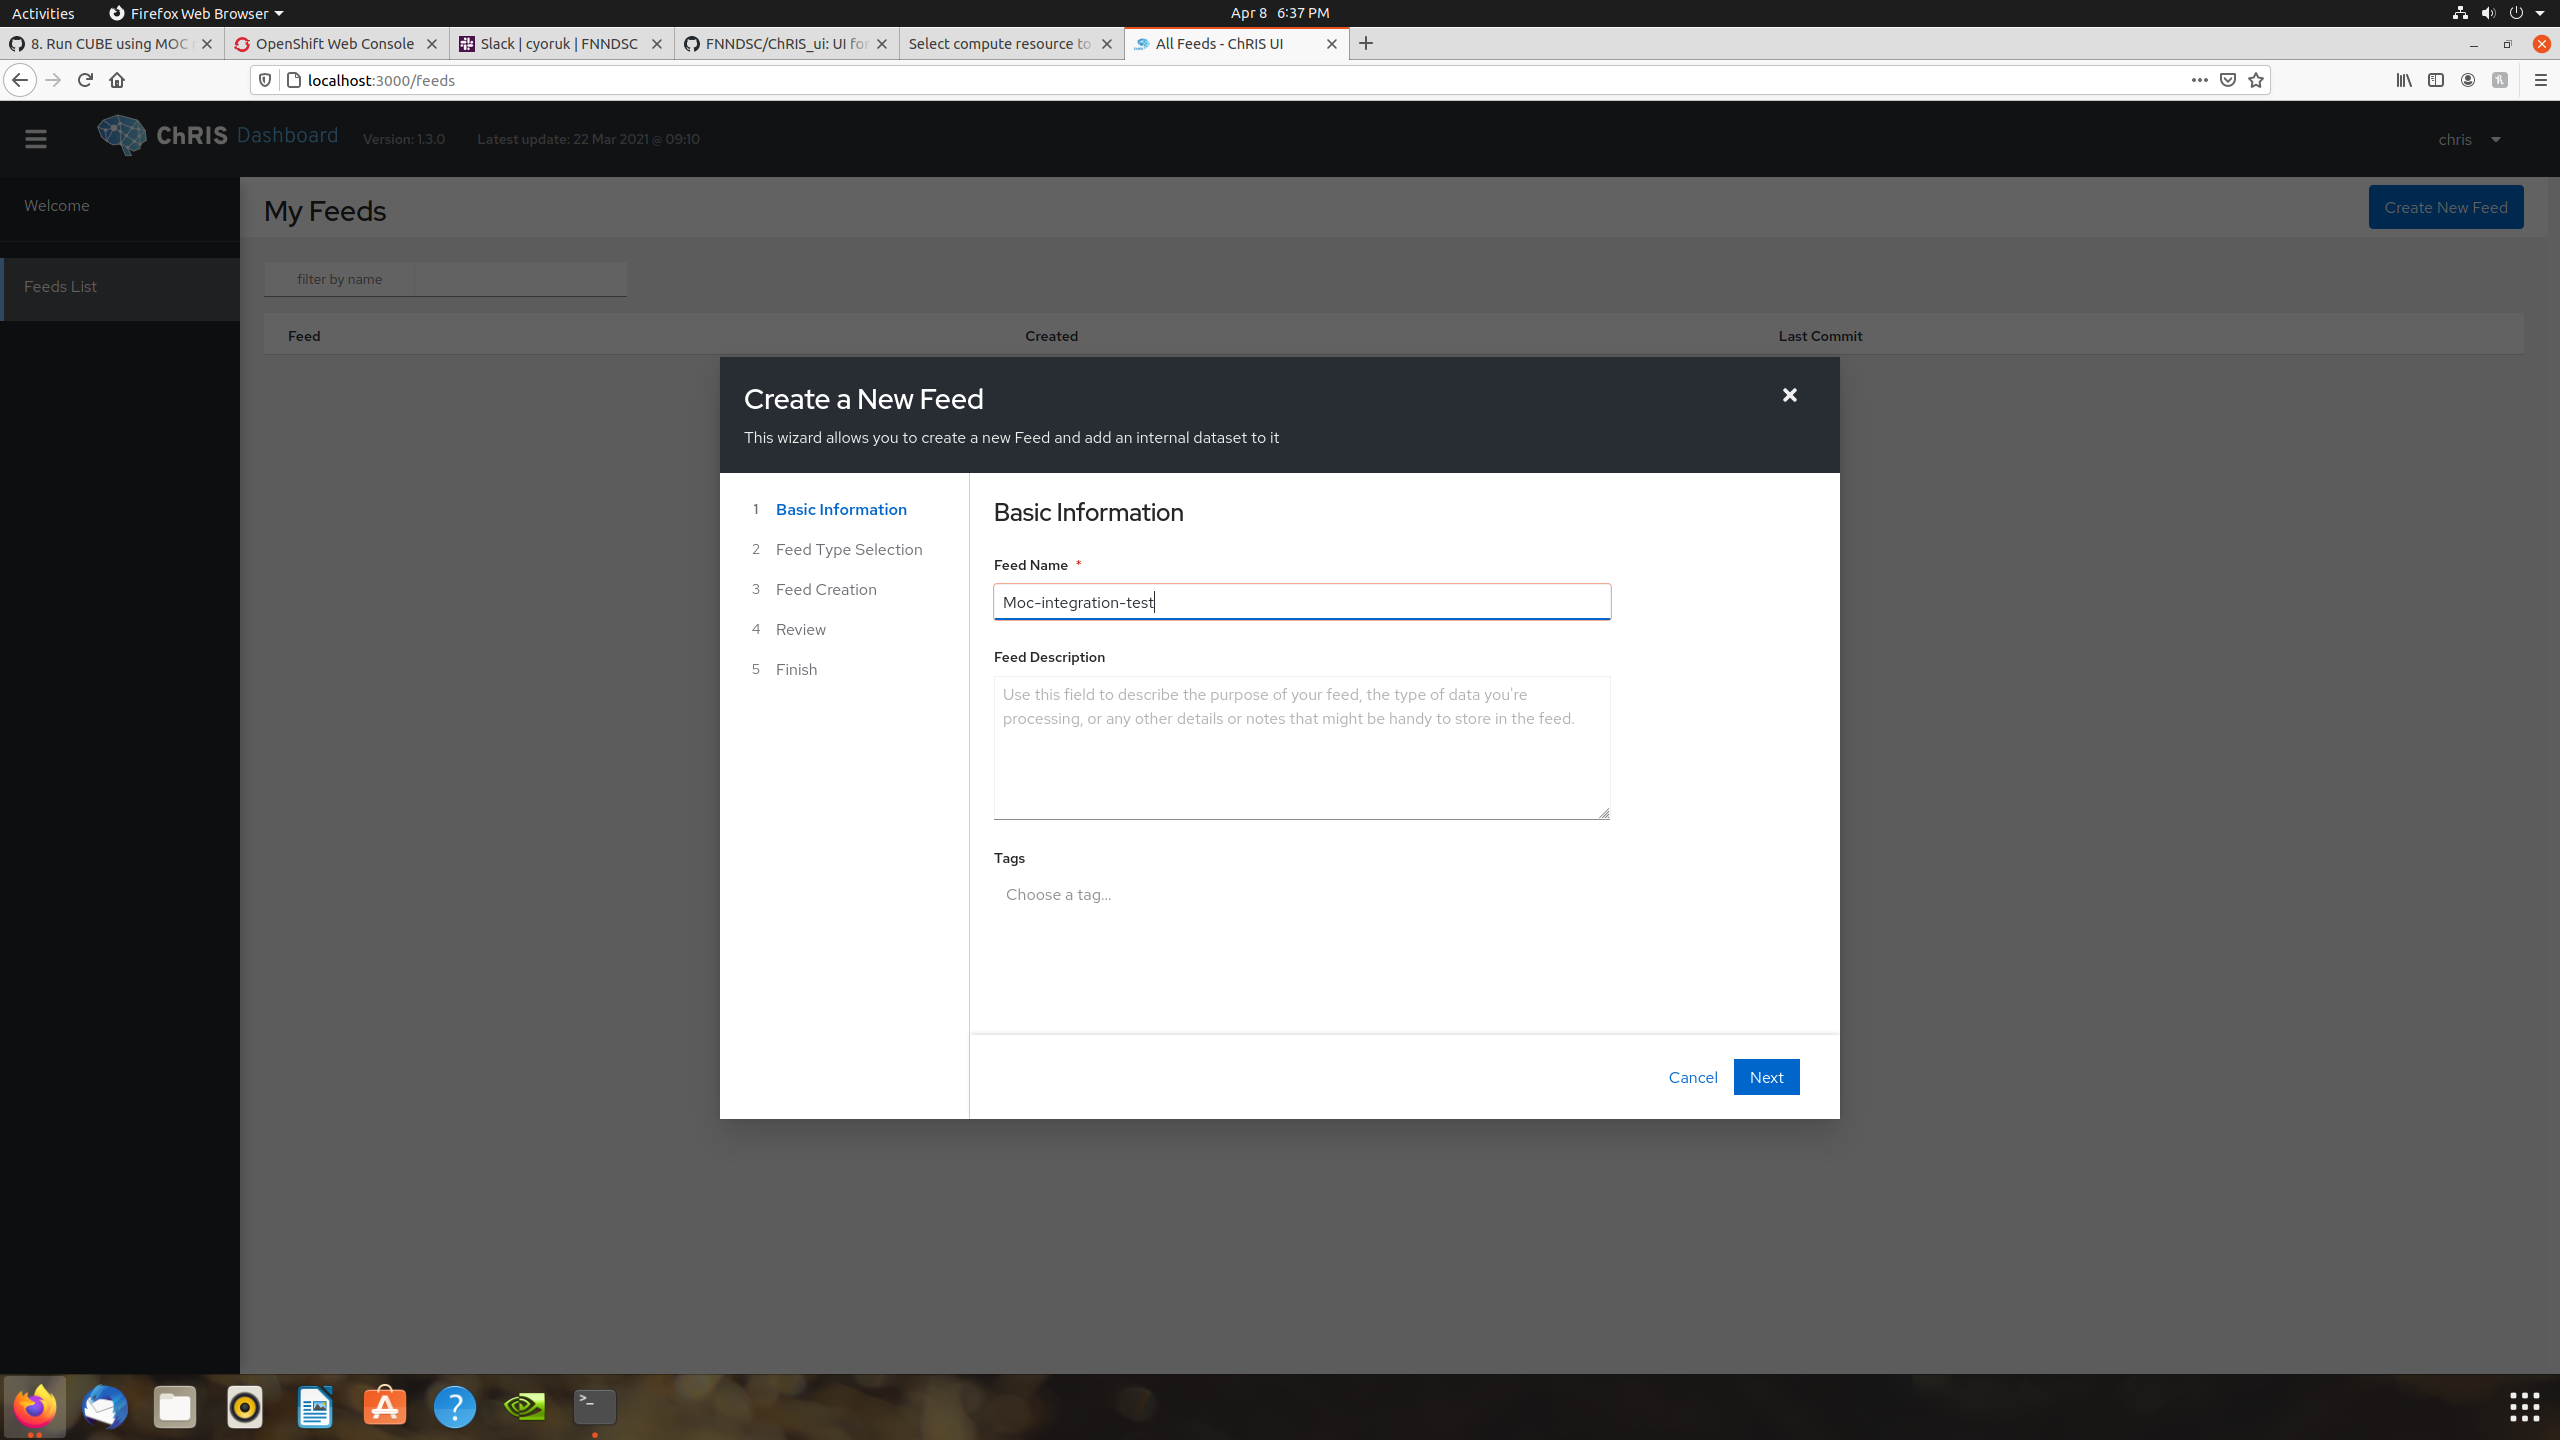 Activities
Firefox Web Browser
Apr 8 6:37 PM
8. Run CUBE using MOC
OpenShift Web Console
Slack | cyoruk | FNNDSC
FNNDSC/ChRIS_ui: UI for
Select compute resource to
All Feeds - ChRIS UI
localhost:3000/feeds
ChRIS Dashboard
Version: 1.3.0
Latest update: 22 Mar 2021 @ 09:10
chris
Welcome
Feeds List
My Feeds
Create New Feed
filter by name
Feed
Created
Last Commit
Create a New Feed
This wizard allows you to create a new Feed and add an internal dataset to it
1 Basic Information
2 Feed Type Selection
3 Feed Creation
4 Review
5 Finish
Basic Information
Feed Name *
Moc-integration-test
Feed Description
Use this field to describe the purpose of your feed, the type of data you're
processing, or any other details or notes that might be handy to store in the feed.
Tags
Choose a tag...
Cancel
Next